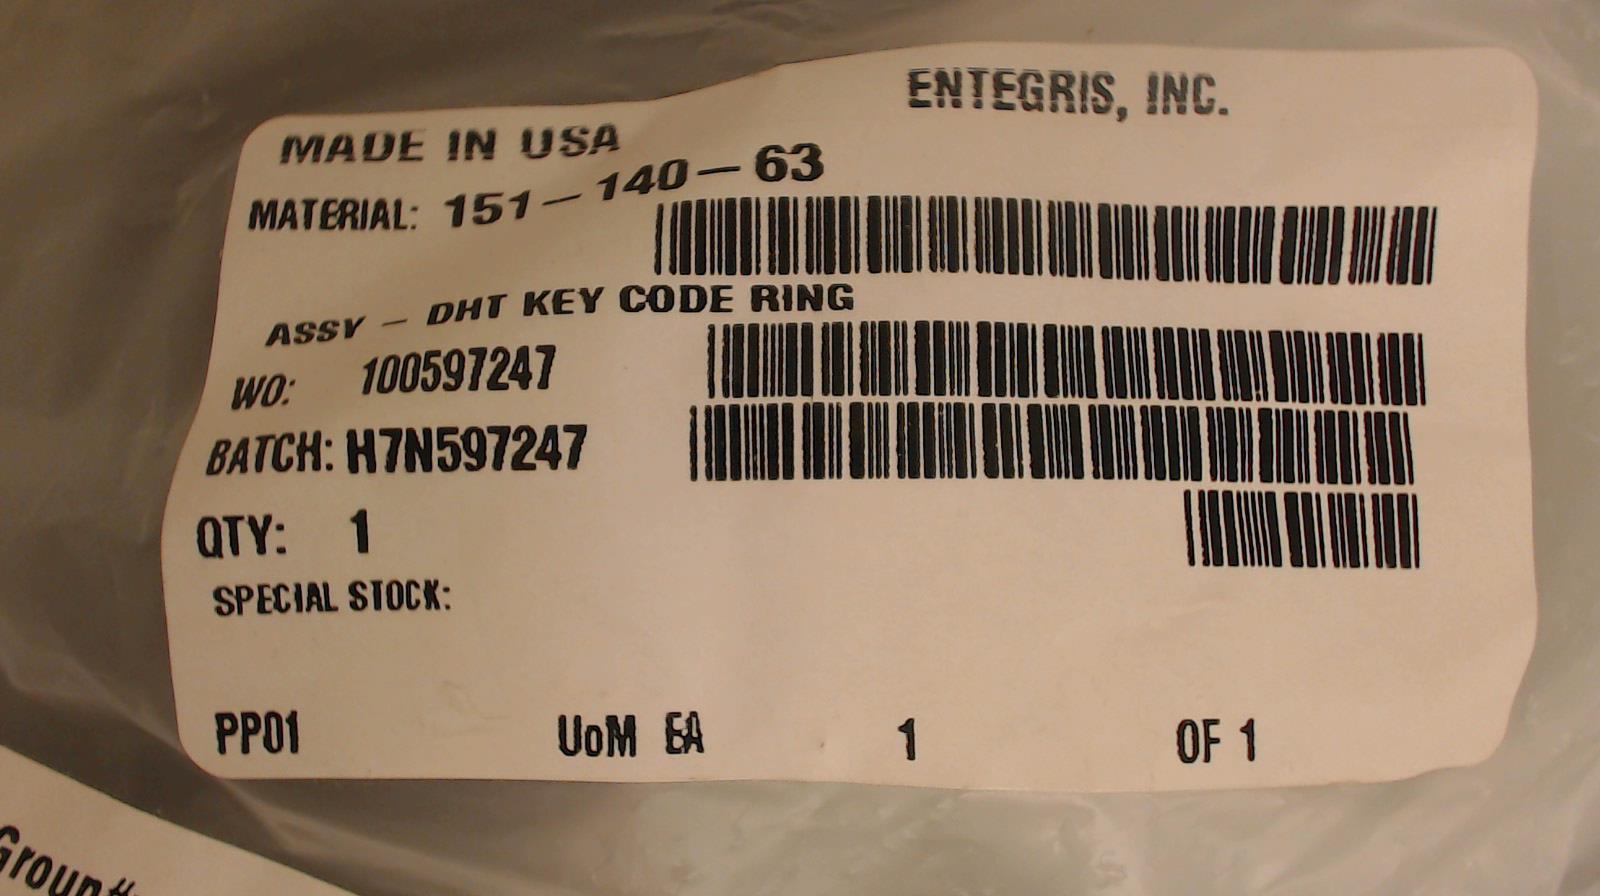 ENTEGRIS, INC.
MADE IN USA
MATERIAL: 151-140-63
ASSY - DHT KEY CODE RING
WO: 100597247
BATCH: H7N597247
QTY: 1
SPECIAL STOCK:
PP01 UoM EA 1 OF 1
Group#